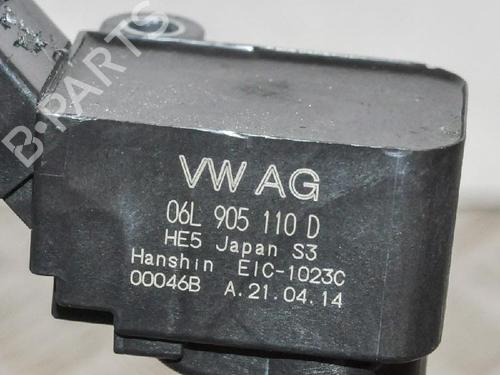 VW AG
06L 905 110 D
HE5 Japan S3
Hanshin EIC-1023C
00046B A.21.04.14
B-PARTS